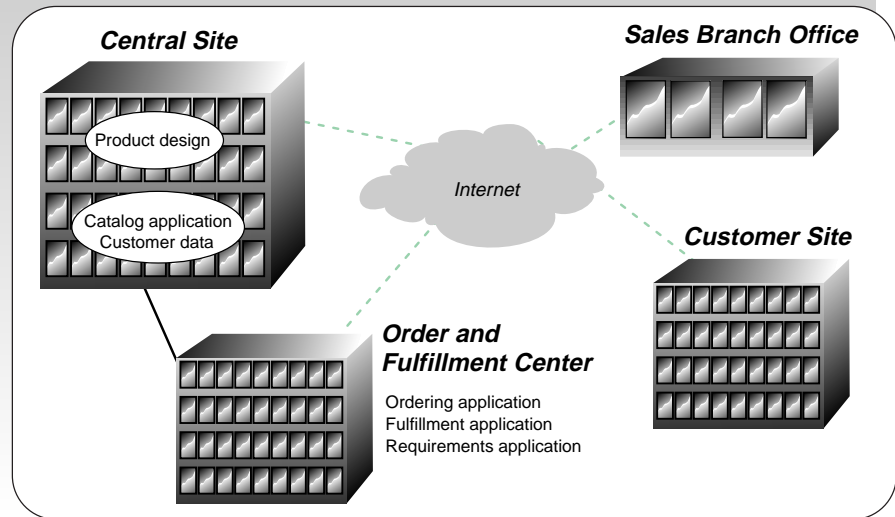 Central Site
Product design
Catalog application
Customer data
Internet
Sales Branch Office
Customer Site
Order and
Fulfillment Center
Ordering application
Fulfillment application
Requirements application